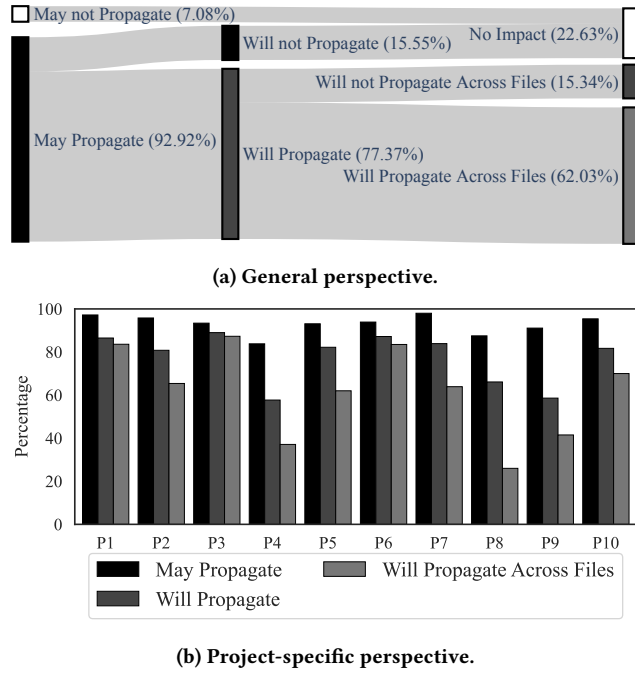 May not Propagate (7.08%)
Will not Propagate (15.55%)
No Impact (22.63%)
Will not Propagate Across Files (15.34%)
May Propagate (92.92%)
Will Propagate (77.37%)
Will Propagate Across Files (62.03%)
(a) General perspective.
100
80
60
40
20
0
Percentage
P1 P2 P3 P4 P5 P6 P7 P8 P9 P10
May Propagate
Will Propagate Across Files
Will Propagate
(b) Project-specific perspective.